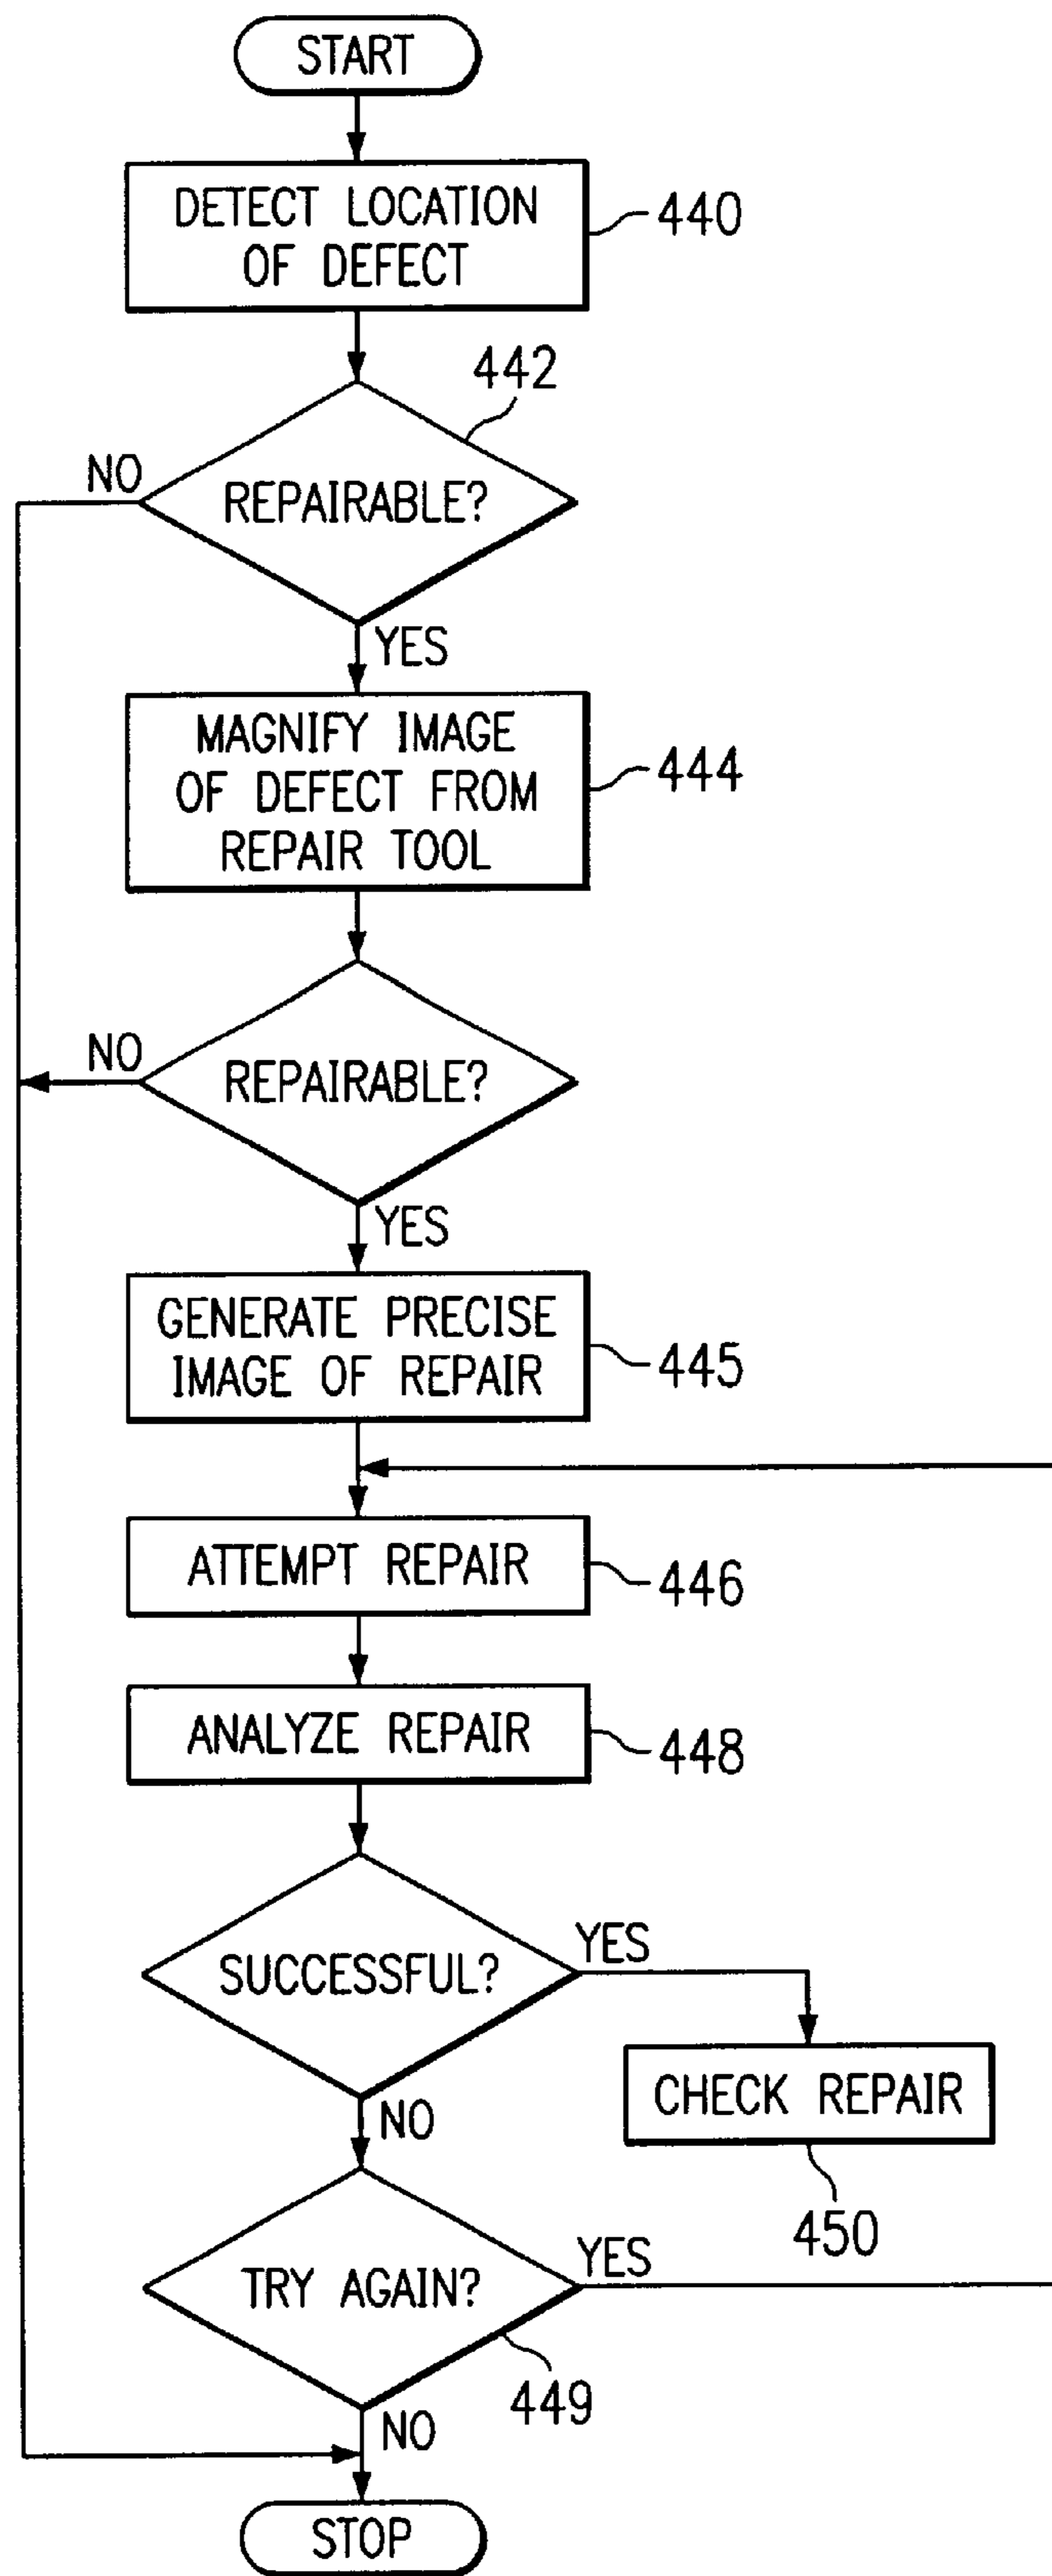 START
DETECT LOCATION
OF DEFECT
440
442
NO
REPAIRABLE?
YES
MAGNIFY IMAGE
OF DEFECT FROM
REPAIR TOOL
444
NO
REPAIRABLE?
YES
GENERATE PRECISE
IMAGE OF REPAIR
445
ATTEMPT REPAIR
446
ANALYZE REPAIR
448
SUCCESSFUL?
YES
CHECK REPAIR
450
NO
TRY AGAIN?
YES
449
NO
STOP